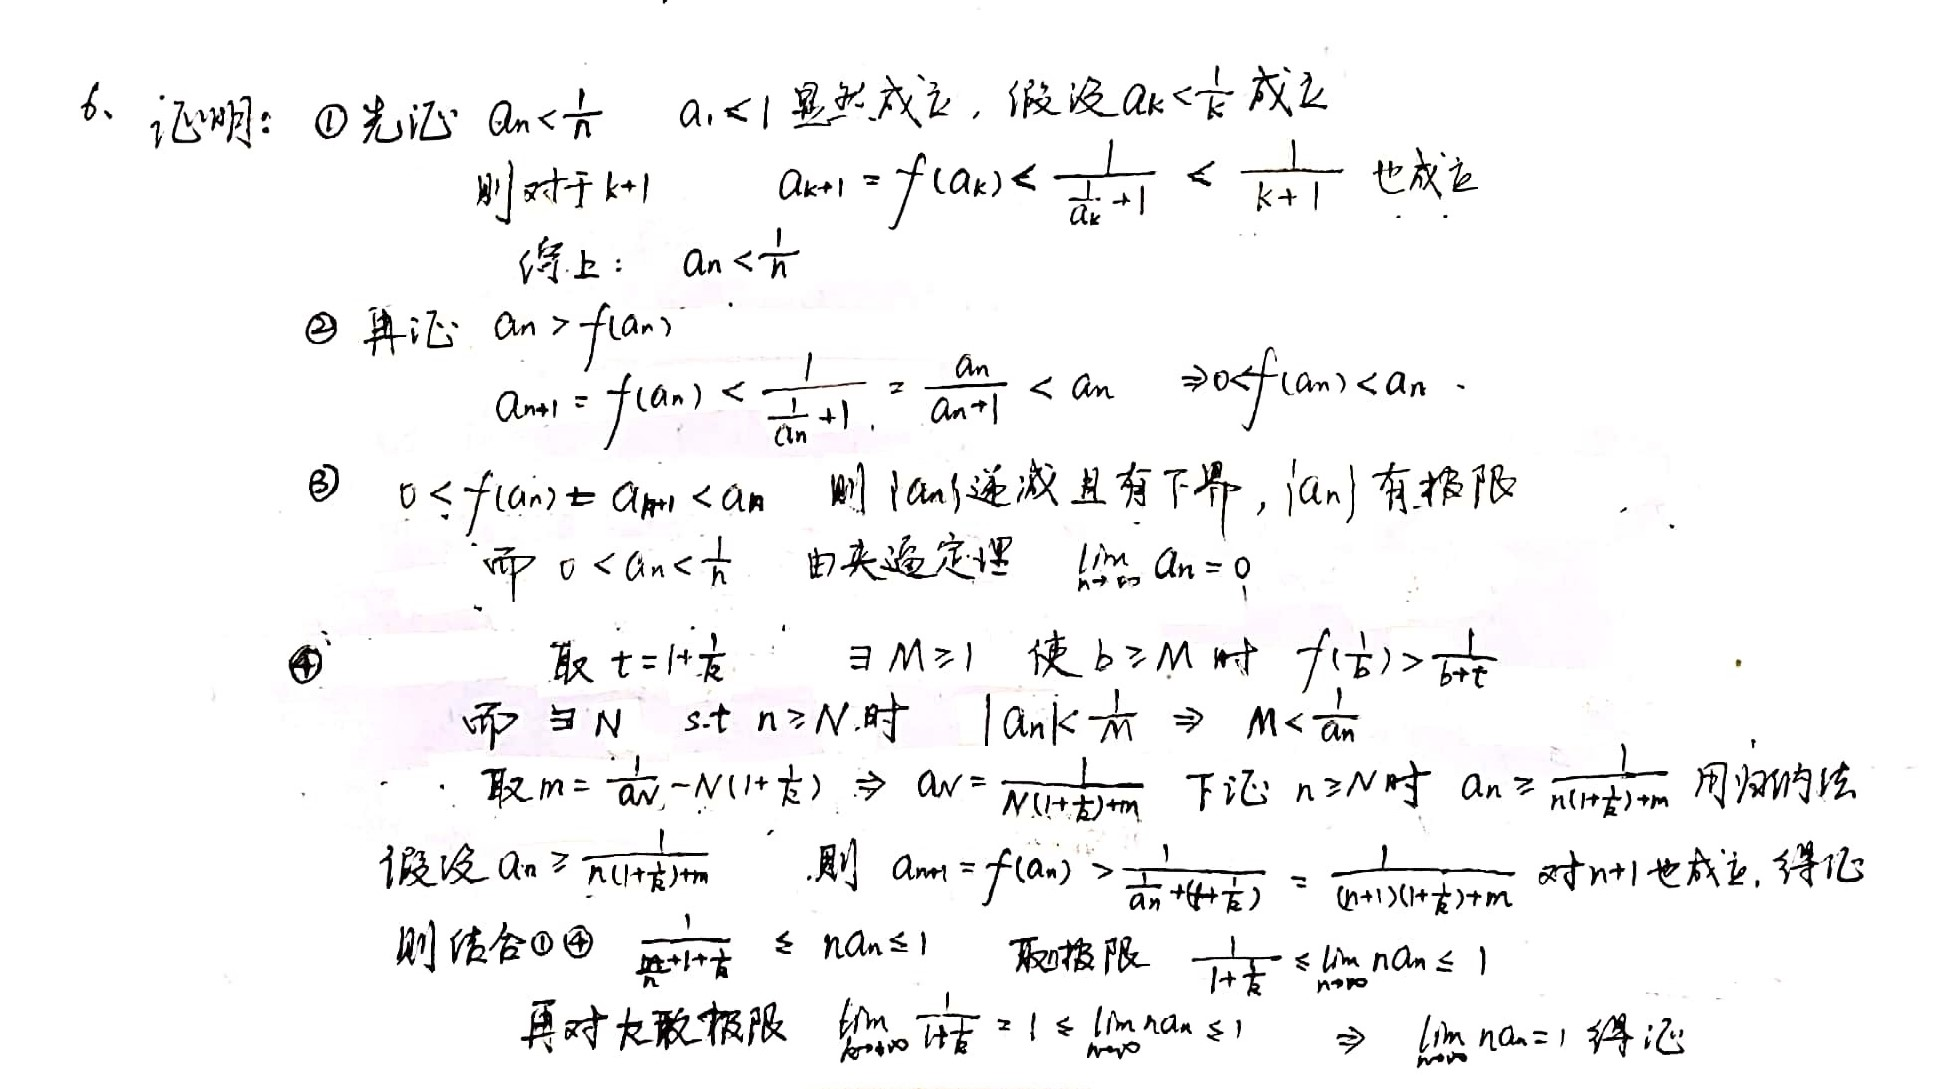 6、证明：①先证 an<1/n  a₁≤1显然成立，假设ak<1/k成立
则对于k+1  ak+1 = f(ak) ≤ 1/(1/ak+1) ≤ 1/(k+1) 也成立
综上： an<1/n
② 再证 an>f(an)
an+1 = f(an) < 1/(1/an+1) = an/(an+1) < an ⇒0<f(an)<an.
③ 0≤f(an)=an+1<an 则{an}递减且有下界，{an}有极限
而 0<an<1/n 由夹逼定理 lim n→∞ an=0
④ 取 t=1+1/k  ∃M≥1 使b≥M时 f(1/b)>1/(b+t)
而 ∃N s.t n≥N时 |an|<1/M ⇒ M<1/an
取m=1/aN-N(1+1/k) ⇒ aN=1/(N(1+1/k)+m) 下证 n≥N时 an≥1/(n(1+1/k)+m) 用归纳法
假设an≥1/(n(1+1/k)+m) 则 an+1=f(an)>1/(1/an+(1+1/k)) = 1/((n+1)(1+1/k)+m) 对n+1也成立，得证
则结合①④ 1/(m/n+1+1/k) ≤ nan≤1 取极限 1/(1+1/k) ≤ lim n→∞ nan ≤ 1
再对k取极限 lim k→+∞ 1/(1+1/k) = 1 ≤ lim n→∞ nan ≤1 ⇒ lim n→∞ nan=1 得证